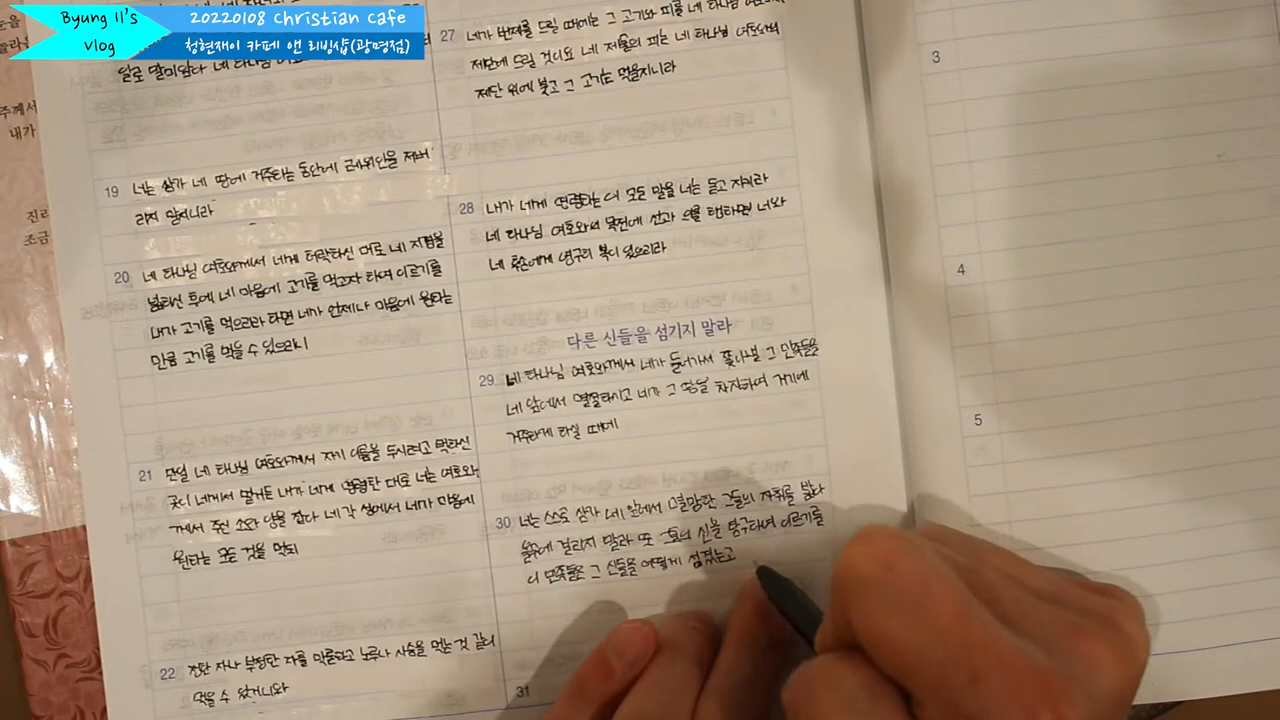 Byung Il's
Vlog
20220108 Christian Cafe
청현재이 카페 앤 리빙샵(광명점)
주께서
내가
진리
조금
19 너는 삼가 네 땅에 거주하는 동안에 레위인을 저버
리지 말지니라
20 네 하나님 여호와께서 네게 허락하신 대로 네 지경을
넓히신 후에 네 마음에 고기를 먹고자 하여 이르기를
내가 고기를 먹으리라 하면 네가 언제나 마음에 원하는
만큼 고기를 먹을 수 있으리니
21 만일 네 하나님 여호와께서 자기 이름을 두시려고 택하신
곳이 네게서 멀거든 내가 네게 명령한 대로 너는 여호와
께서 주신 소와 양을 잡아 네 각 성에서 네가 마음에
원하는 모든 것을 먹되
22 정한 자나 부정한 자를 막론하고 노루나 사슴을 먹는 것 같이
먹을 수 있거니와
27 네가 번제를 드릴 때에는 그 고기와 피를 네 하나님 여호와의
제단에 드릴 것이요 네 제물의 피는 네 하나님 여호와의
제단 위에 붓고 그 고기는 먹을지니라
28 내가 네게 명령하는 이 모든 말을 너는 듣고 지키라
네 하나님 여호와의 목전에 선과 의를 행하면 너와
네 후손에게 영구히 복이 있으리라
다른 신들을 섬기지 말라
29 네 하나님 여호와께서 네가 들어가서 쫓아낼 그 민족들을
네 앞에서 멸절하시고 네가 그 땅을 차지하여 거기에
거주하게 하실 때에
30 너는 스스로 삼가 네 앞에서 멸망한 그들의 자취를 밟아
올무에 걸리지 말라 또 그들의 신을 탐구하여 이르기를
이 민족들은 그 신들을 어떻게 섬겼는고
31
3
4
5